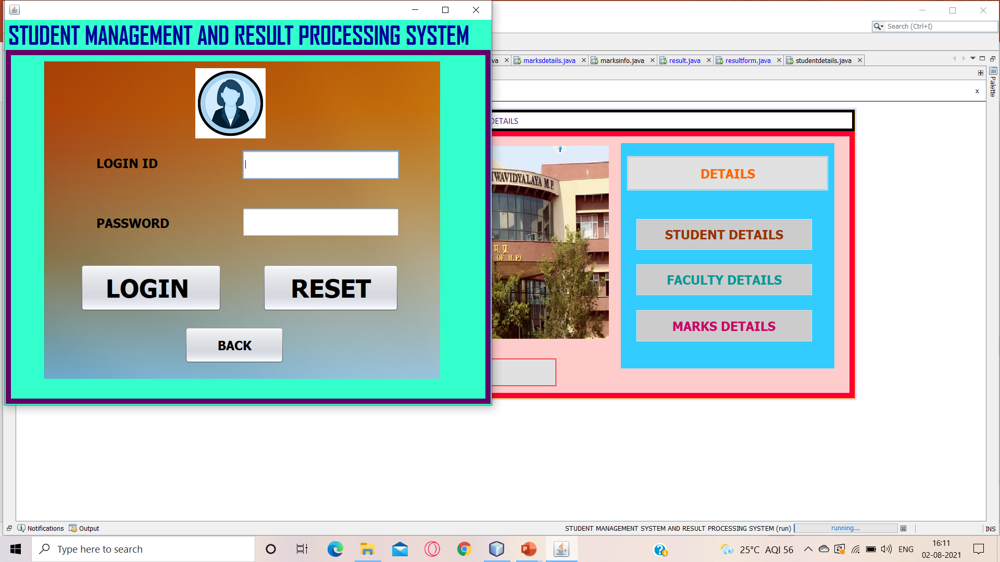 STUDENT MANAGEMENT AND RESULT PROCESSING SYSTEM
LOGIN ID
PASSWORD
LOGIN
RESET
BACK
Search (Ctrl+I)
va
marksdetails.java
marksinfo.java
result.java
resultform.java
studentdetails.java
Palette
x
DETAILS
WAVIDYALAYA M.P.
म. प्र.
OF M.P.)
DETAILS
STUDENT DETAILS
FACULTY DETAILS
MARKS DETAILS
Notifications
Output
STUDENT MANAGEMENT SYSTEM AND RESULT PROCESSING SYSTEM (run)
running...
INS
Type here to search
25°C AQI 56
ENG
16:11
02-08-2021